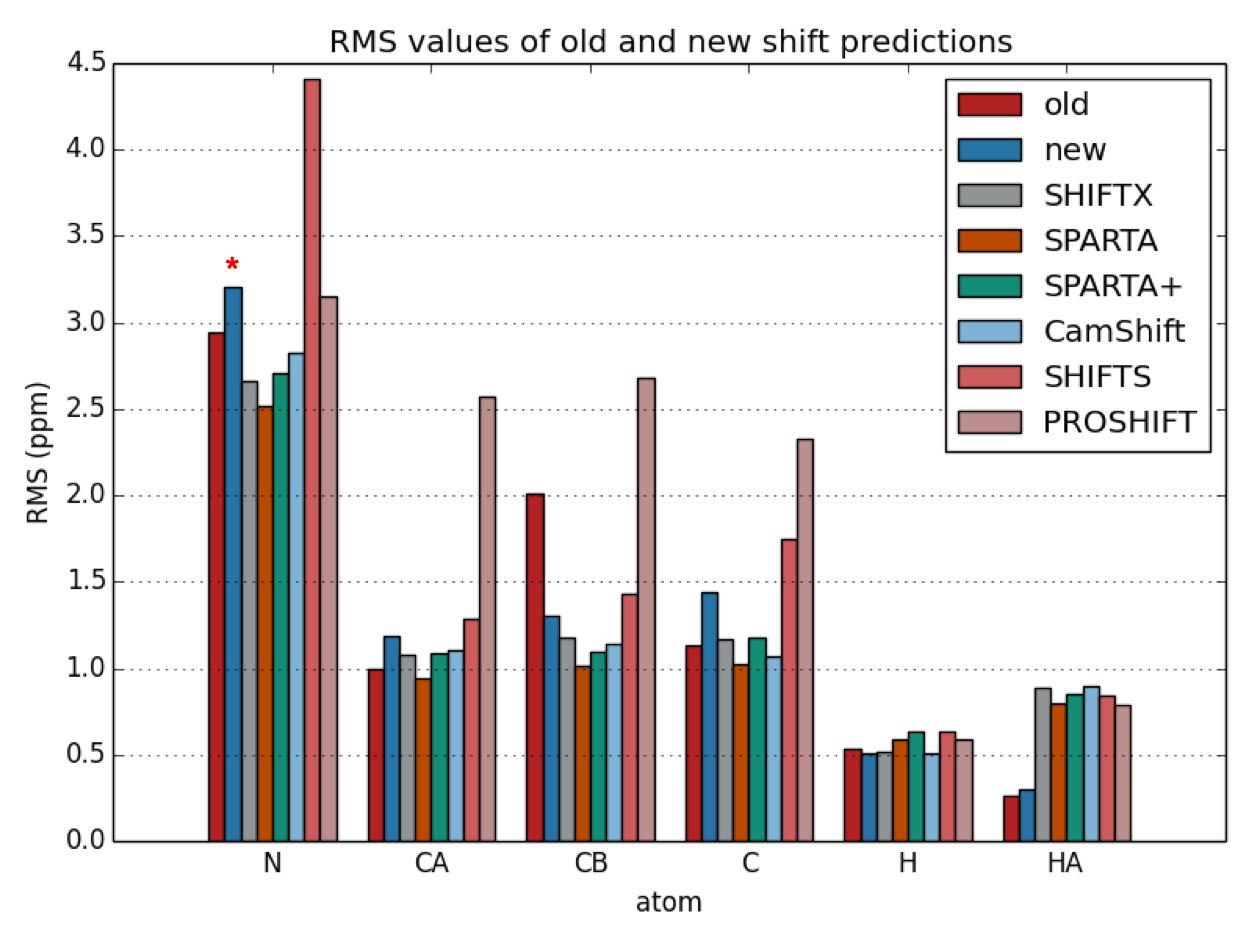 RMS values of old and new shift predictions
4.5
4.0
3.5
3.0
2.5
2.0
1.5
1.0
0.5
0.0
RMS (ppm)
*
old
new
SHIFTX
SPARTA
SPARTA+
CamShift
SHIFTS
PROSHIFT
N CA CB C H HA
atom